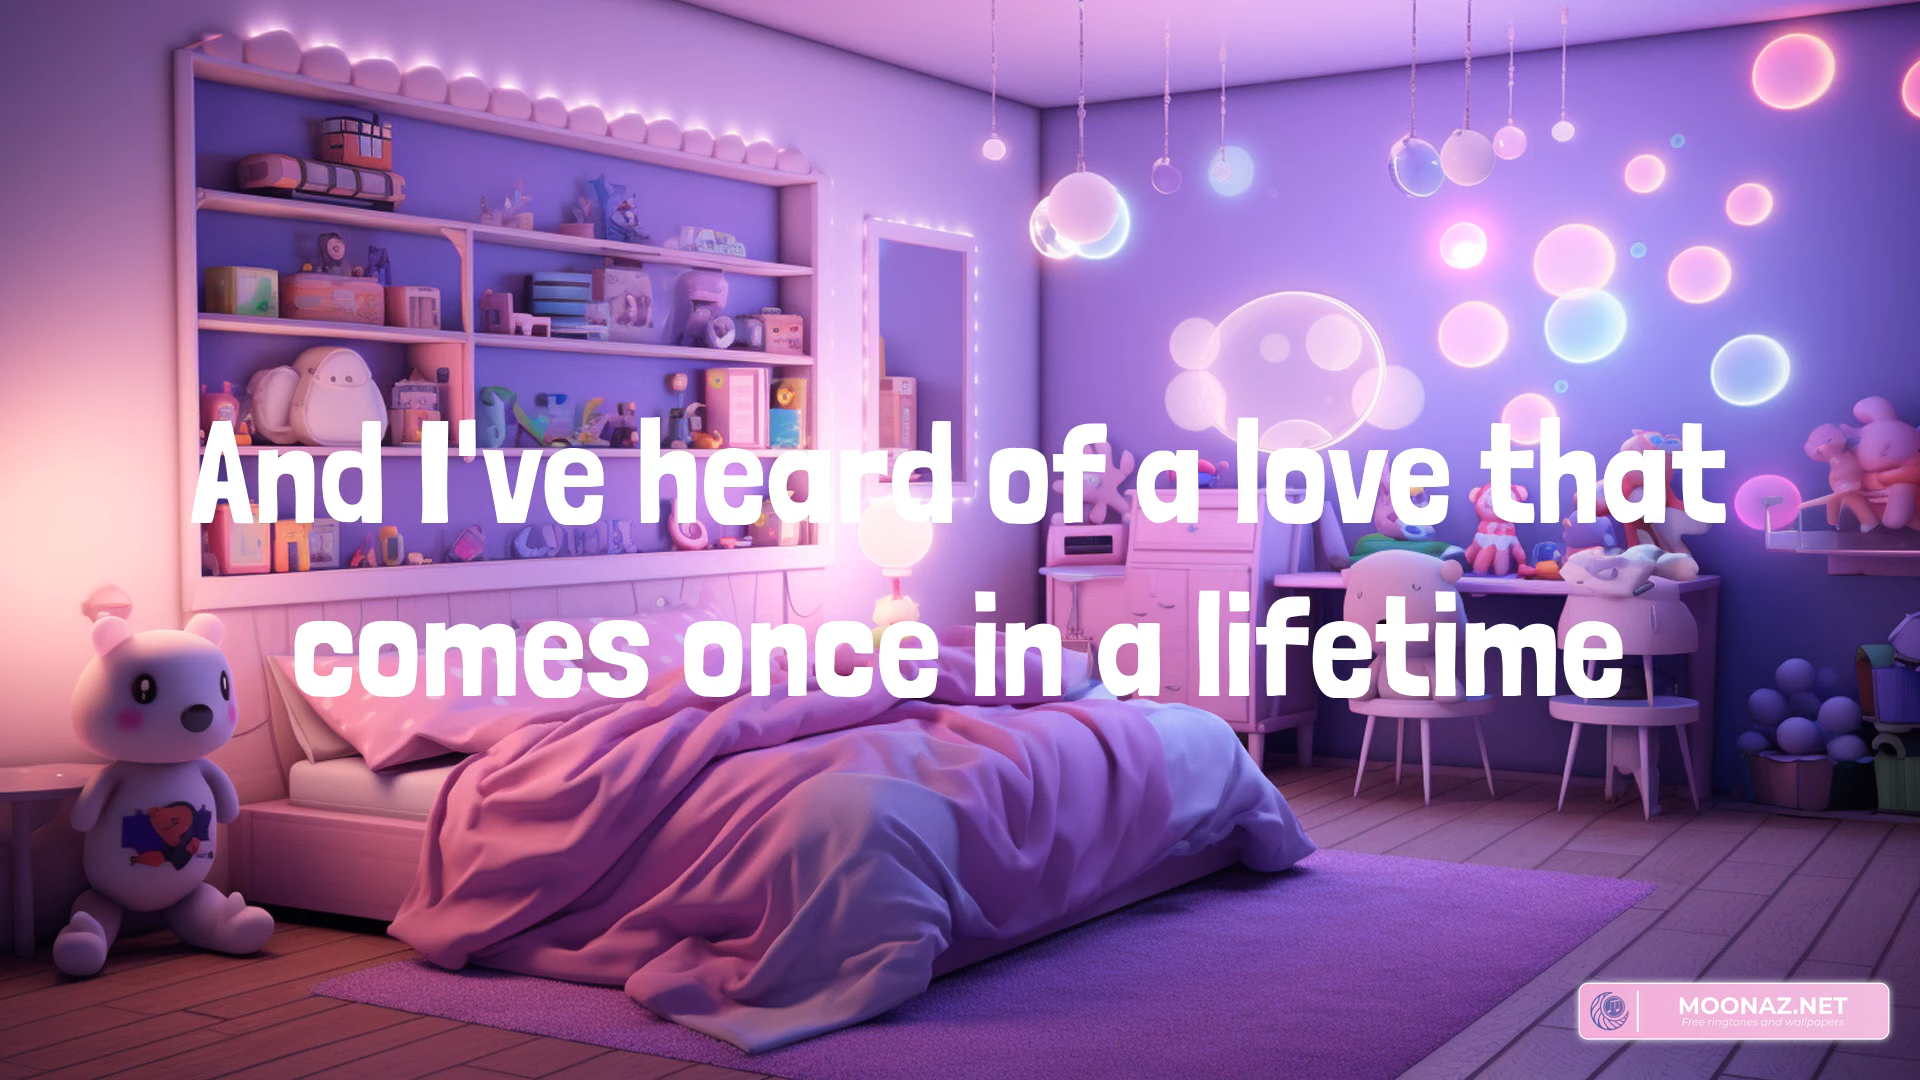 And I've heard of a love that
comes once in a lifetime
MOONAZ.NET
Free ringtones and wallpapers